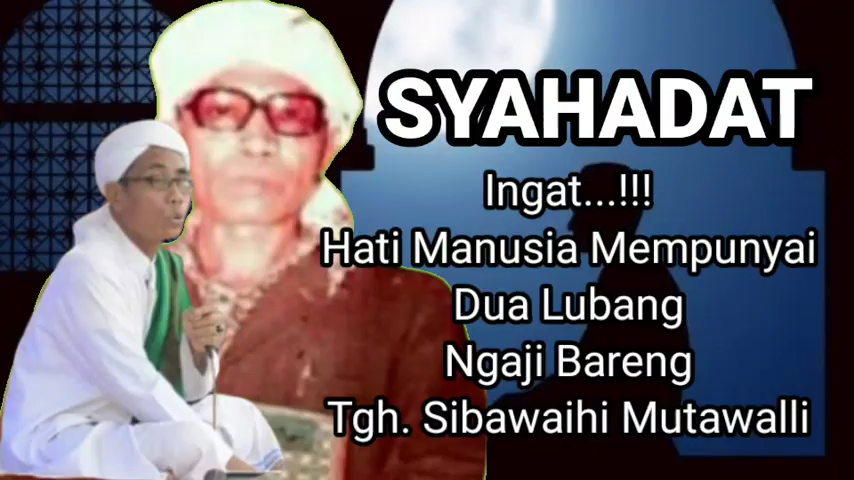 SYAHADAT
Ingat...!!!
Hati Manusia Mempunyai
Dua Lubang
Ngaji Bareng
Tgh. Sibawaihi Mutawalli